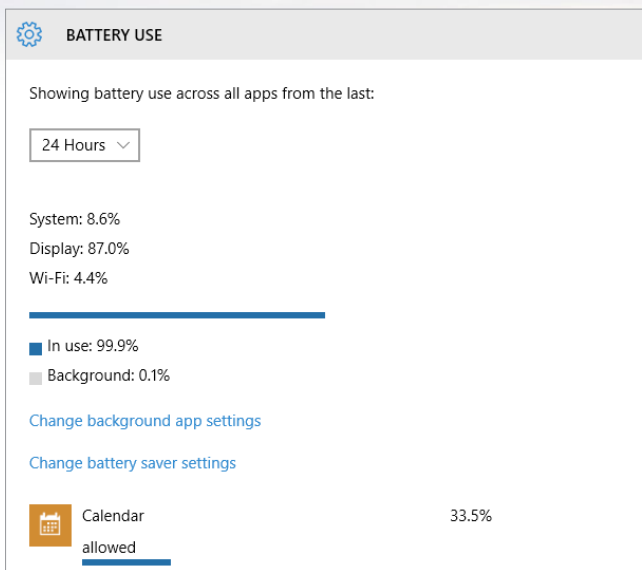 BATTERY USE
Showing battery use across all apps from the last:
24 Hours
System: 8.6%
Display: 87.0%
Wi-Fi: 4.4%
In use: 99.9%
Background: 0.1%
Change background app settings
Change battery saver settings
Calendar 33.5%
allowed